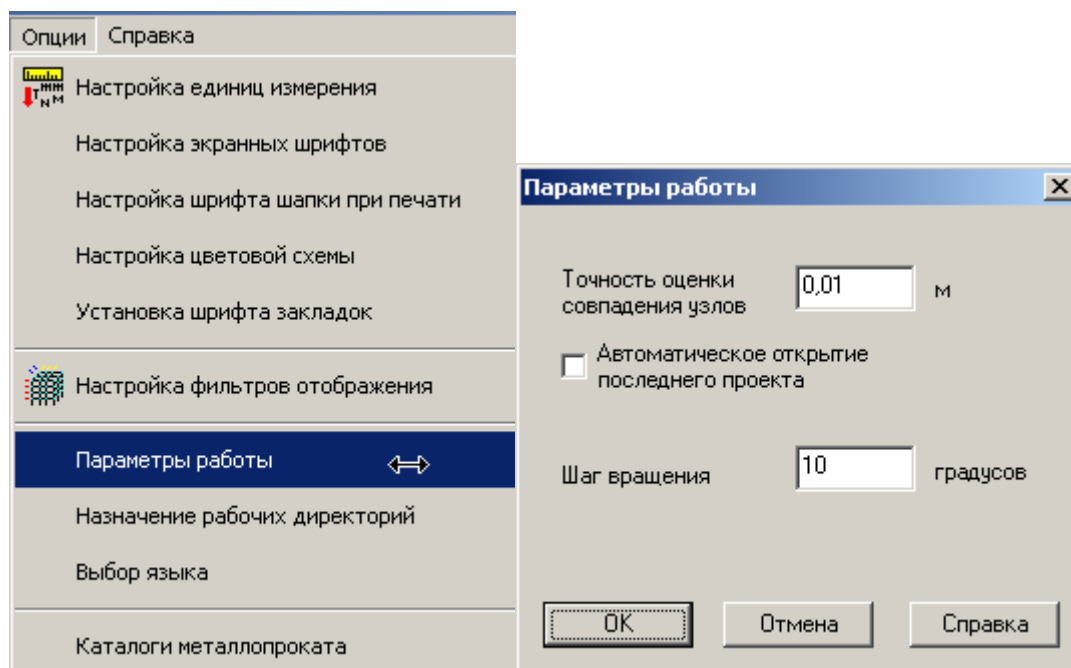 Опции Справка
Настройка единиц измерения
Настройка экранных шрифтов
Настройка шрифта шапки при печати
Настройка цветовой схемы
Установка шрифта закладок
Настройка фильтров отображения
Параметры работы
Назначение рабочих директорий
Выбор языка
Каталоги металлопроката
Параметры работы
Точность оценки
совпадения узлов
0,01 м
Автоматическое открытие
последнего проекта
Шаг вращения 10 градусов
OK Отмена Справка